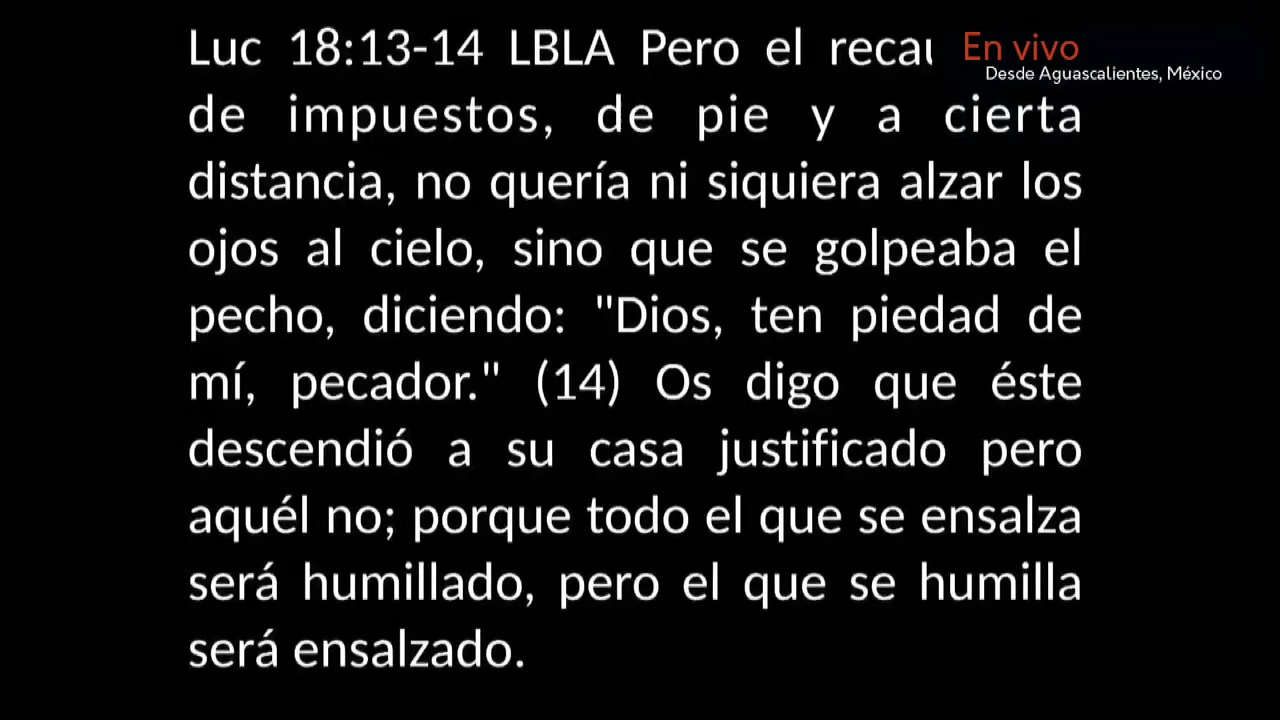 Luc 18:13-14 LBLA Pero el
En vivo
Desde Aguascalientes, México
de impuestos, de pie y a cierta
distancia, no quería ni siquiera alzar los
ojos al cielo, sino que se golpeaba el
pecho, diciendo: "Dios, ten piedad de
mí, pecador." (14) Os digo que éste
descendió a su casa justificado pero
aquél no; porque todo el que se ensalza
será humillado, pero el que se humilla
será ensalzado.